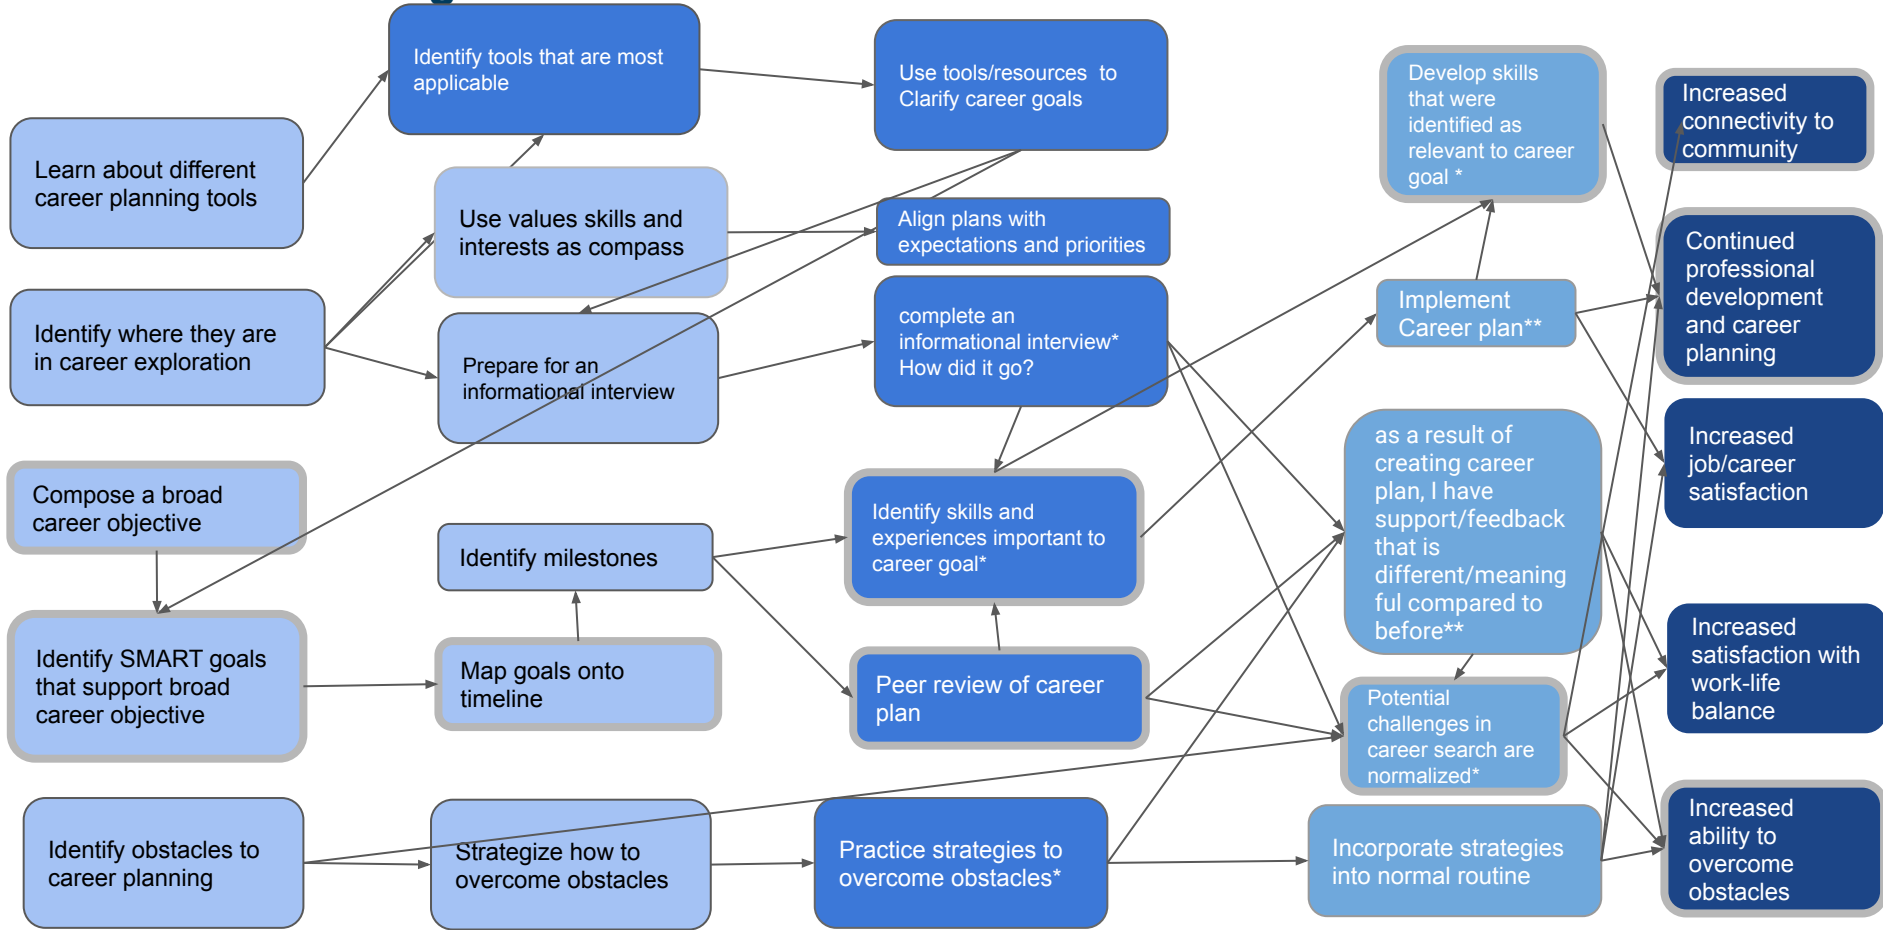 Identify tools that are most
applicable
Use tools/resources  to
Clarify career goals
Develop skills
that were
identified as
relevant to career
goal *
Increased
connectivity to
community
Learn about different
career planning tools
Use values skills and
interests as compass
Align plans with
expectations and priorities
Continued
professional
development
and career
planning
Identify where they are
in career exploration
Prepare for an
informational interview
complete an
informational interview*
How did it go?
Implement
Career plan**
Increased
job/career
satisfaction
Compose a broad
career objective
Identify milestones
Identify skills and
experiences important to
career goal*
as a result of
creating career
plan, I have
support/feedback
that is
different/meaning
ful compared to
before**
Identify SMART goals
that support broad
career objective
Map goals onto
timeline
Peer review of career
plan
Potential
challenges in
career search are
normalized*
Increased
satisfaction with
work-life
balance
Identify obstacles to
career planning
Strategize how to
overcome obstacles
Practice strategies to
overcome obstacles*
Incorporate strategies
into normal routine
Increased
ability to
overcome
obstacles